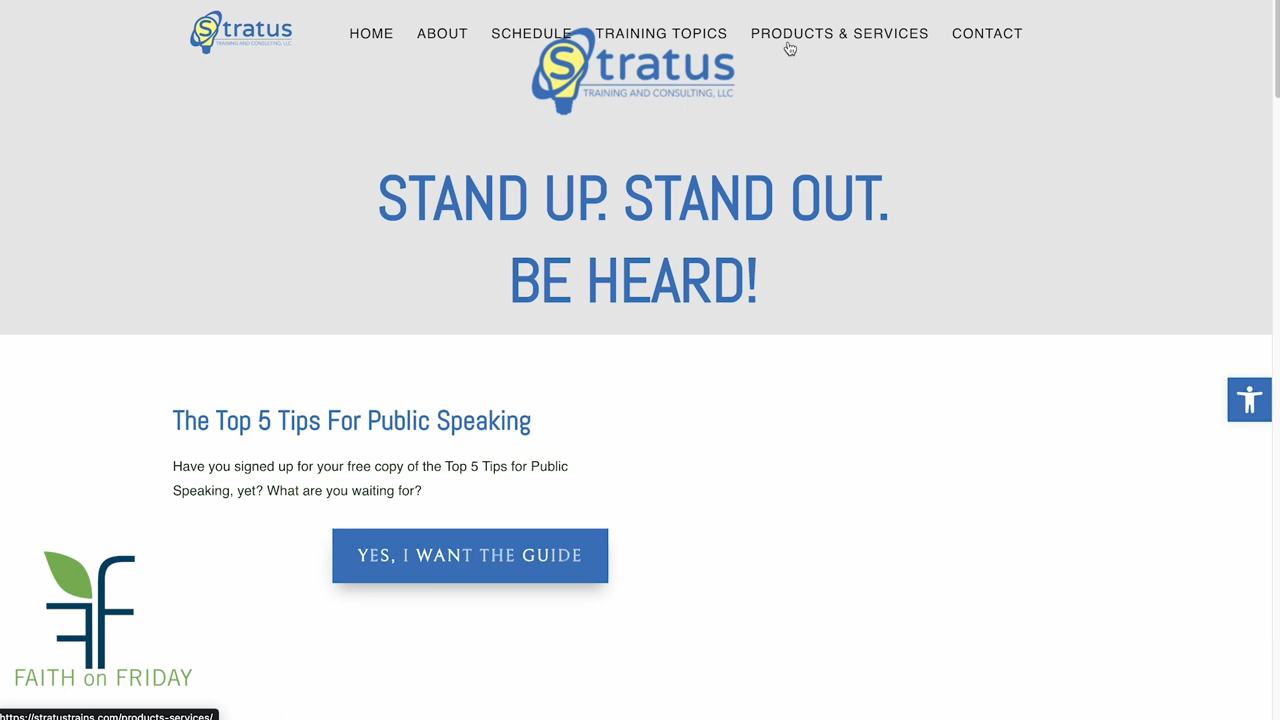 Stratus
TRAINING AND CONSULTING, LLC
HOME ABOUT SCHEDULE TRAINING TOPICS PRODUCTS & SERVICES CONTACT
Stratus
TRAINING AND CONSULTING, LLC
STAND UP. STAND OUT.
BE HEARD!
The Top 5 Tips For Public Speaking
Have you signed up for your free copy of the Top 5 Tips for Public
Speaking, yet? What are you waiting for?
YES, I WANT THE GUIDE
FAITH on FRIDAY
https://stratustrains.com/products-services/